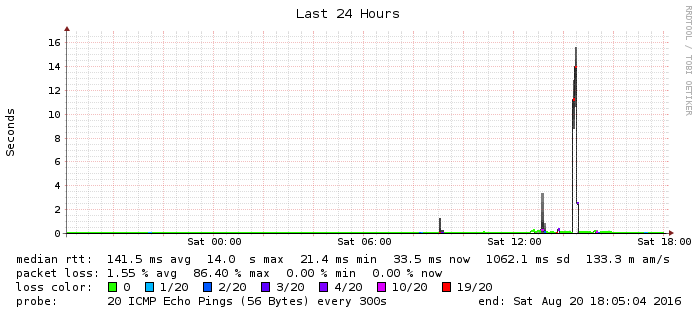 Last 24 Hours
RRDTOOL / TOBI OETIKER
Seconds
16
14
12
10
8
6
4
2
0
Sat 00:00 Sat 06:00 Sat 12:00 Sat 18:00
median rtt: 141.5 ms avg 14.0 s max 21.4 ms min 33.5 ms now 1062.1 ms sd 133.3 m am/s
packet loss: 1.55 % avg 86.40 % max 0.00 % min 0.00 % now
loss color: 0 1/20 2/20 3/20 4/20 10/20 19/20
probe: 20 ICMP Echo Pings (56 Bytes) every 300s end: Sat Aug 20 18:05:04 2016